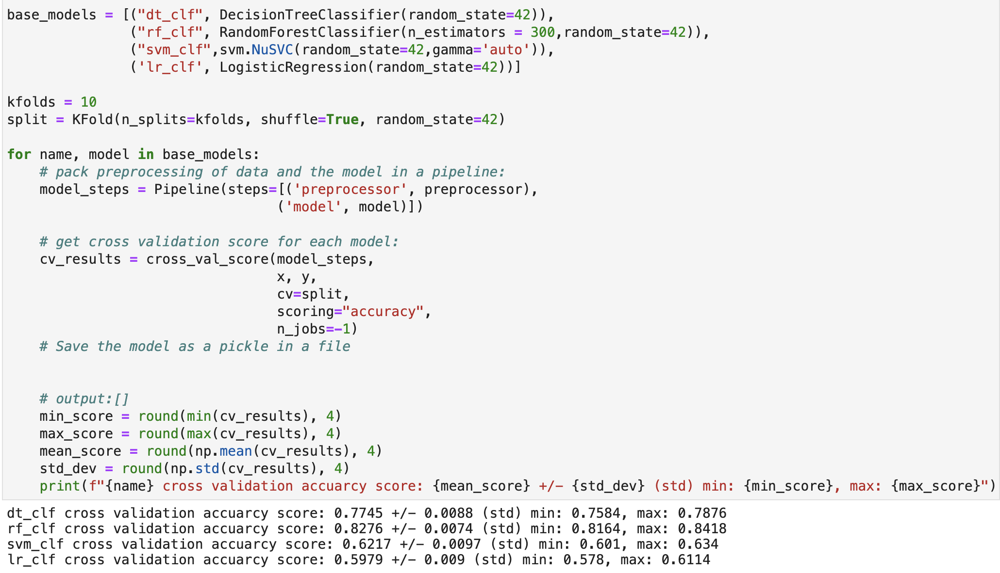 base_models = [("dt_clf", DecisionTreeClassifier(random_state=42)),
               ("rf_clf", RandomForestClassifier(n_estimators = 300,random_state=42)),
               ("svm_clf",svm.NuSVC(random_state=42,gamma='auto')),
               ('lr_clf', LogisticRegression(random_state=42))]

kfolds = 10
split = KFold(n_splits=kfolds, shuffle=True, random_state=42)

for name, model in base_models:
    # pack preprocessing of data and the model in a pipeline:
    model_steps = Pipeline(steps=[('preprocessor', preprocessor),
                                 ('model', model)])

    # get cross validation score for each model:
    cv_results = cross_val_score(model_steps,
                                 x, y,
                                 cv=split,
                                 scoring="accuracy",
                                 n_jobs=-1)
    # Save the model as a pickle in a file


    # output:[]
    min_score = round(min(cv_results), 4)
    max_score = round(max(cv_results), 4)
    mean_score = round(np.mean(cv_results), 4)
    std_dev = round(np.std(cv_results), 4)
    print(f"{name} cross validation accuarcy score: {mean_score} +/- {std_dev} (std) min: {min_score}, max: {max_score}")
dt_clf cross validation accuarcy score: 0.7745 +/- 0.0088 (std) min: 0.7584, max: 0.7876
rf_clf cross validation accuarcy score: 0.8276 +/- 0.0074 (std) min: 0.8164, max: 0.8418
svm_clf cross validation accuarcy score: 0.6217 +/- 0.0097 (std) min: 0.601, max: 0.634
lr_clf cross validation accuarcy score: 0.5979 +/- 0.009 (std) min: 0.578, max: 0.6114